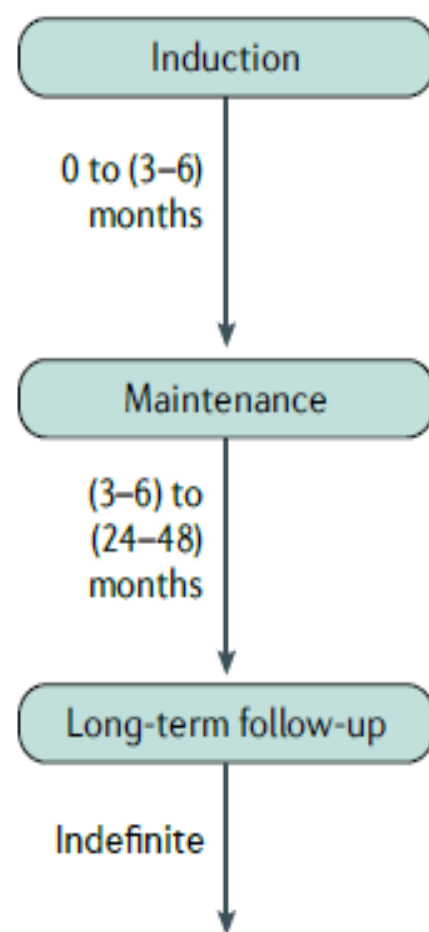 Induction
0 to (3–6)
months
Maintenance
(3–6) to
(24–48)
months
Long-term follow-up
Indefinite